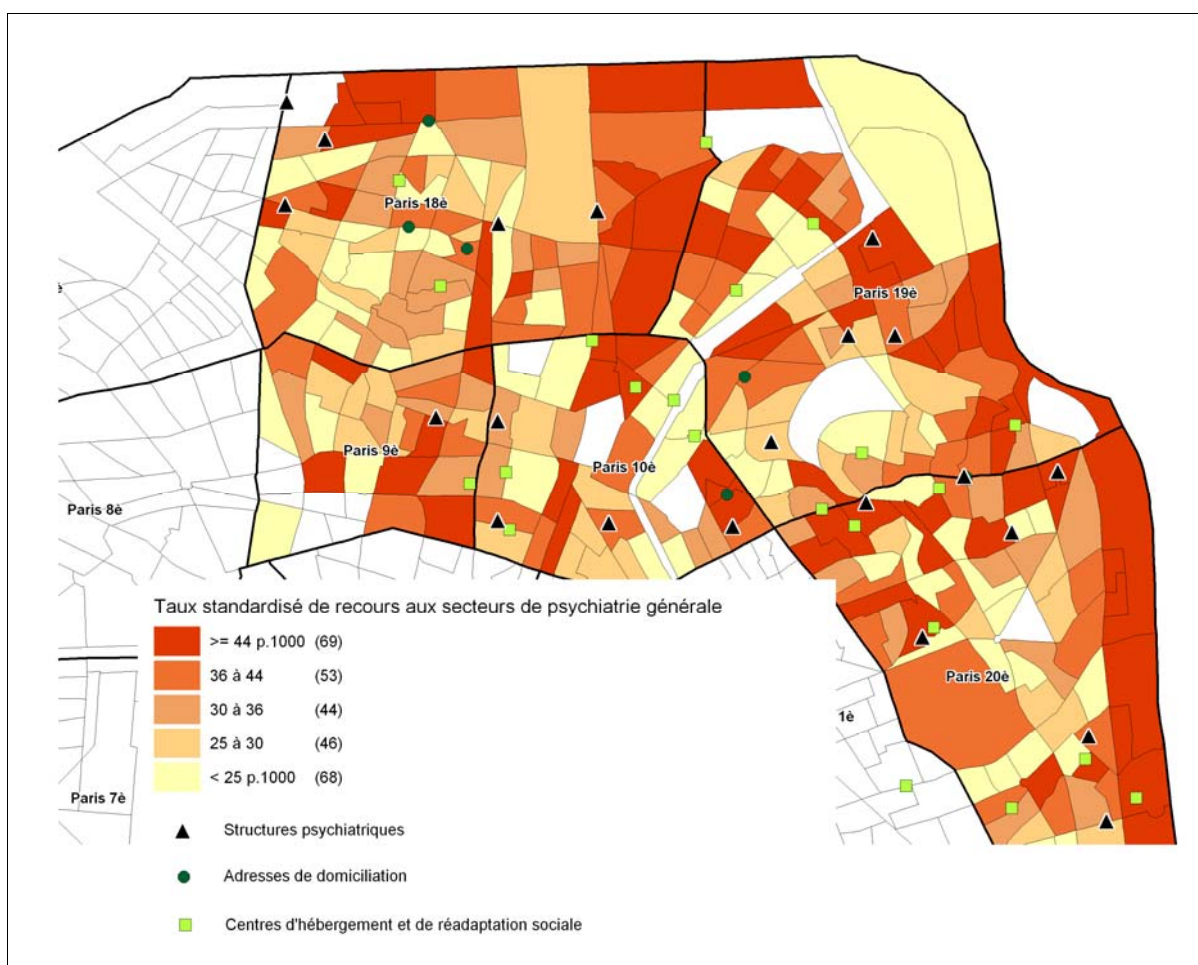 Paris 18è
Paris 19è
Paris 9è
Paris 10è
Paris 8è
Taux standardisé de recours aux secteurs de psychiatrie générale
>= 44 p.1000 (69)
36 à 44 (53)
30 à 36 (44)
25 à 30 (46)
< 25 p.1000 (68)
Paris 20è
1è
Paris 7è
Structures psychiatriques
Adresses de domiciliation
Centres d'hébergement et de réadaptation sociale